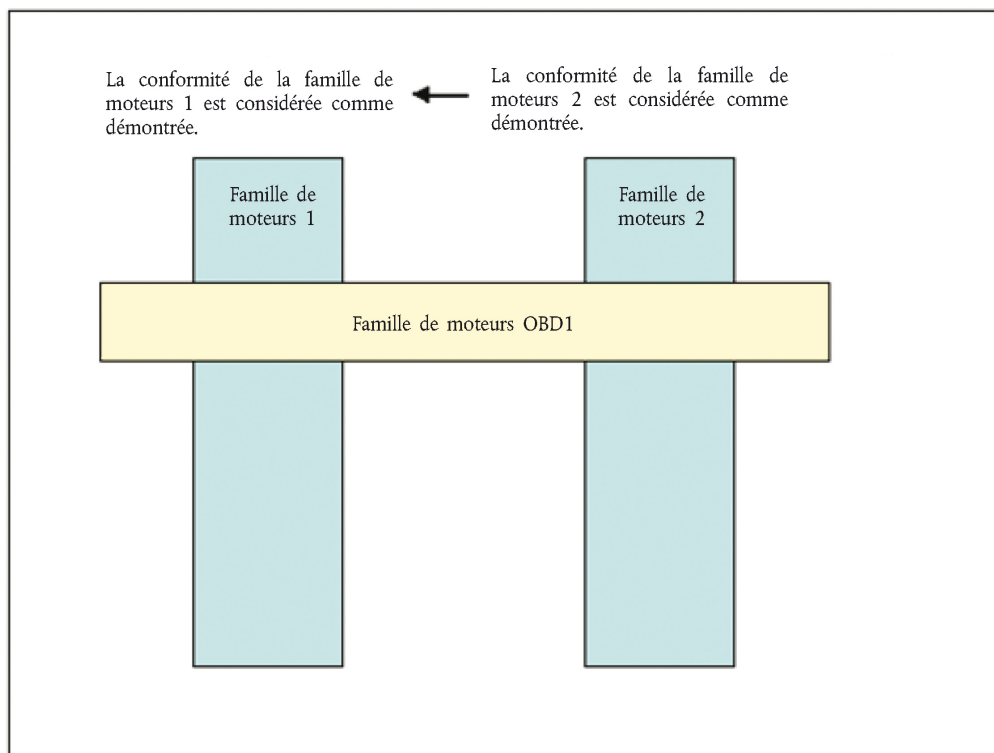 La conformité de la famille de
moteurs 1 est considérée comme
démontrée.
La conformité de la famille de
moteurs 2 est considérée comme
démontrée.
Famille de
moteurs 1
Famille de
moteurs 2
Famille de moteurs OBD1